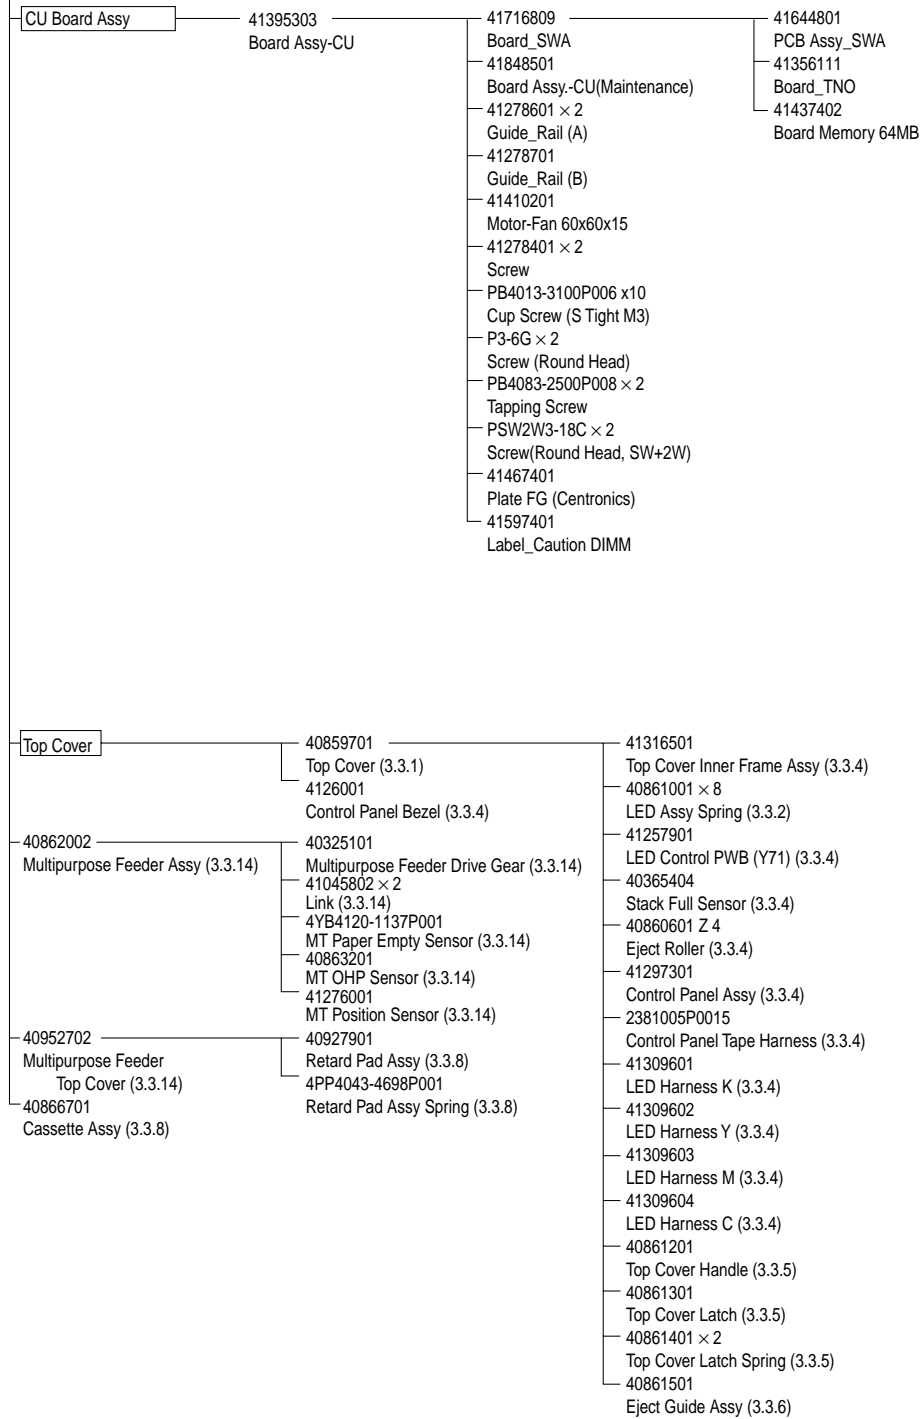 CU Board Assy
41395303
Board Assy-CU
41716809
Board_SWA
41848501
Board Assy.-CU(Maintenance)
41278601 × 2
Guide_Rail (A)
41278701
Guide_Rail (B)
41410201
Motor-Fan 60x60x15
41278401 × 2
Screw
PB4013-3100P006 x10
Cup Screw (S Tight M3)
P3-6G × 2
Screw (Round Head)
PB4083-2500P008 × 2
Tapping Screw
PSW2W3-18C × 2
Screw(Round Head, SW+2W)
41467401
Plate FG (Centronics)
41597401
Label_Caution DIMM
41644801
PCB Assy_SWA
41356111
Board_TNO
41437402
Board Memory 64MB
Top Cover
40859701
Top Cover (3.3.1)
4126001
Control Panel Bezel (3.3.4)
40862002
Multipurpose Feeder Assy (3.3.14)
40325101
Multipurpose Feeder Drive Gear (3.3.14)
41045802 × 2
Link (3.3.14)
4YB4120-1137P001
MT Paper Empty Sensor (3.3.14)
40863201
MT OHP Sensor (3.3.14)
41276001
MT Position Sensor (3.3.14)
40952702
Multipurpose Feeder
Top Cover (3.3.14)
40866701
Cassette Assy (3.3.8)
40927901
Retard Pad Assy (3.3.8)
4PP4043-4698P001
Retard Pad Assy Spring (3.3.8)
41316501
Top Cover Inner Frame Assy (3.3.4)
40861001 × 8
LED Assy Spring (3.3.2)
41257901
LED Control PWB (Y71) (3.3.4)
40365404
Stack Full Sensor (3.3.4)
40860601 Z 4
Eject Roller (3.3.4)
41297301
Control Panel Assy (3.3.4)
2381005P0015
Control Panel Tape Harness (3.3.4)
41309601
LED Harness K (3.3.4)
41309602
LED Harness Y (3.3.4)
41309603
LED Harness M (3.3.4)
41309604
LED Harness C (3.3.4)
40861201
Top Cover Handle (3.3.5)
40861301
Top Cover Latch (3.3.5)
40861401 × 2
Top Cover Latch Spring (3.3.5)
40861501
Eject Guide Assy (3.3.6)